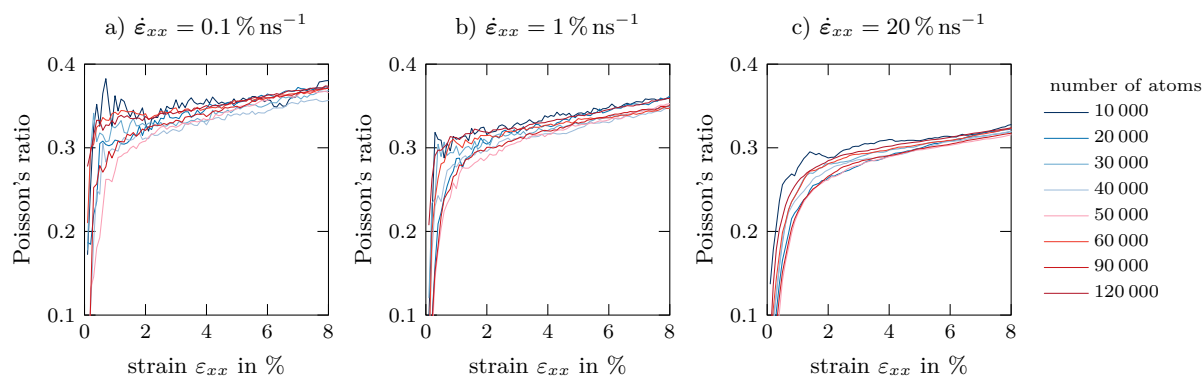 a) ε̇ₓₓ = 0.1 % ns⁻¹
b) ε̇ₓₓ = 1 % ns⁻¹
c) ε̇ₓₓ = 20 % ns⁻¹
Poisson's ratio
0.4
0.3
0.2
0.1
0 2 4 6 8
strain εₓₓ in %
Poisson's ratio
0.4
0.3
0.2
0.1
0 2 4 6 8
strain εₓₓ in %
Poisson's ratio
0.4
0.3
0.2
0.1
0 2 4 6 8
strain εₓₓ in %
number of atoms
10 000
20 000
30 000
40 000
50 000
60 000
90 000
120 000